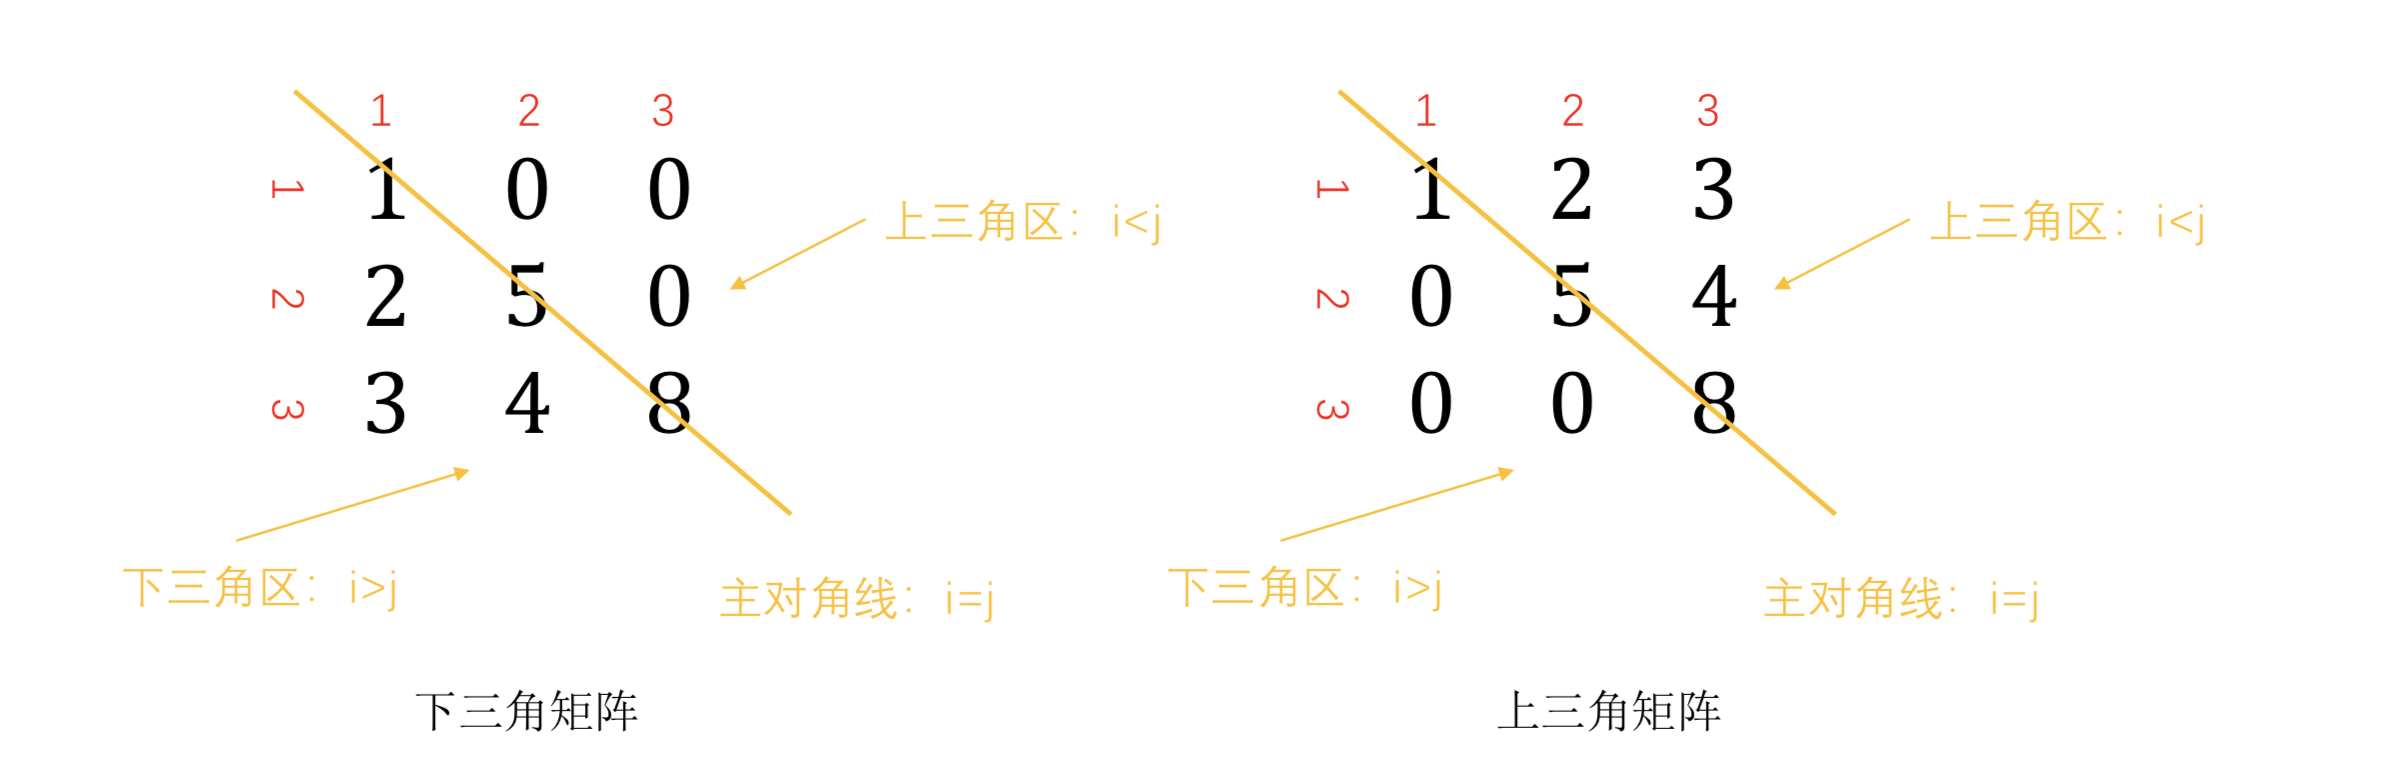 1 2 3
1 1 0 0
2 2 5 0
3 3 4 8
上三角区：i<j
下三角区：i>j
主对角线：i=j
下三角矩阵
1 2 3
1 1 2 3
2 0 5 4
3 0 0 8
上三角区：i<j
下三角区：i>j
主对角线：i=j
上三角矩阵